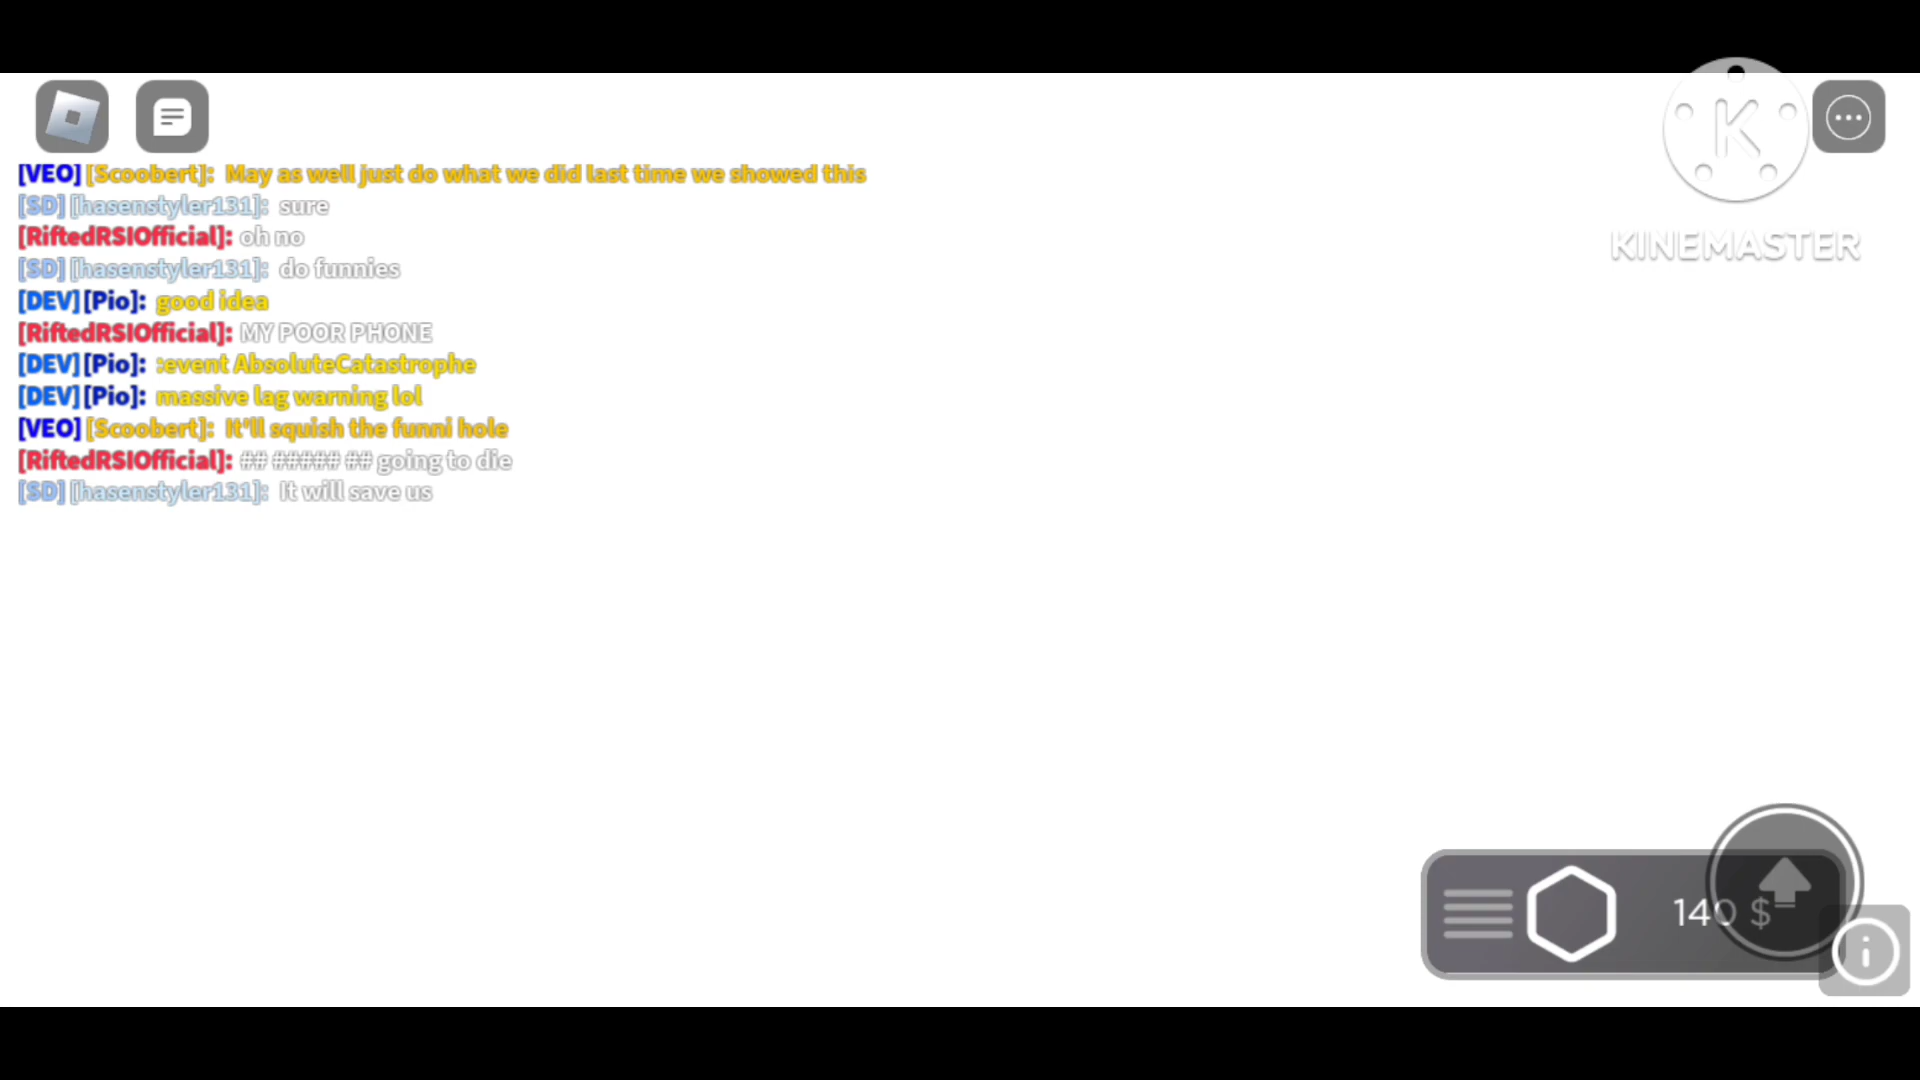 [VEO] [Scoobert]: May as well just do what we did last time we showed this
[SD] [hasenstyler131]: sure
[RiftedRSIOfficial]: oh no
[SD] [hasenstyler131]: do funnies
[DEV] [Pio]: good idea
[RiftedRSIOfficial]: MY POOR PHONE
[DEV] [Pio]: :event AbsoluteCatastrophe
[DEV] [Pio]: massive lag warning lol
[VEO] [Scoobert]: It'll squish the funni hole
[RiftedRSIOfficial]: ## ##### ## going to die
[SD] [hasenstyler131]: It will save us
K
KINEMASTER
140 $
i